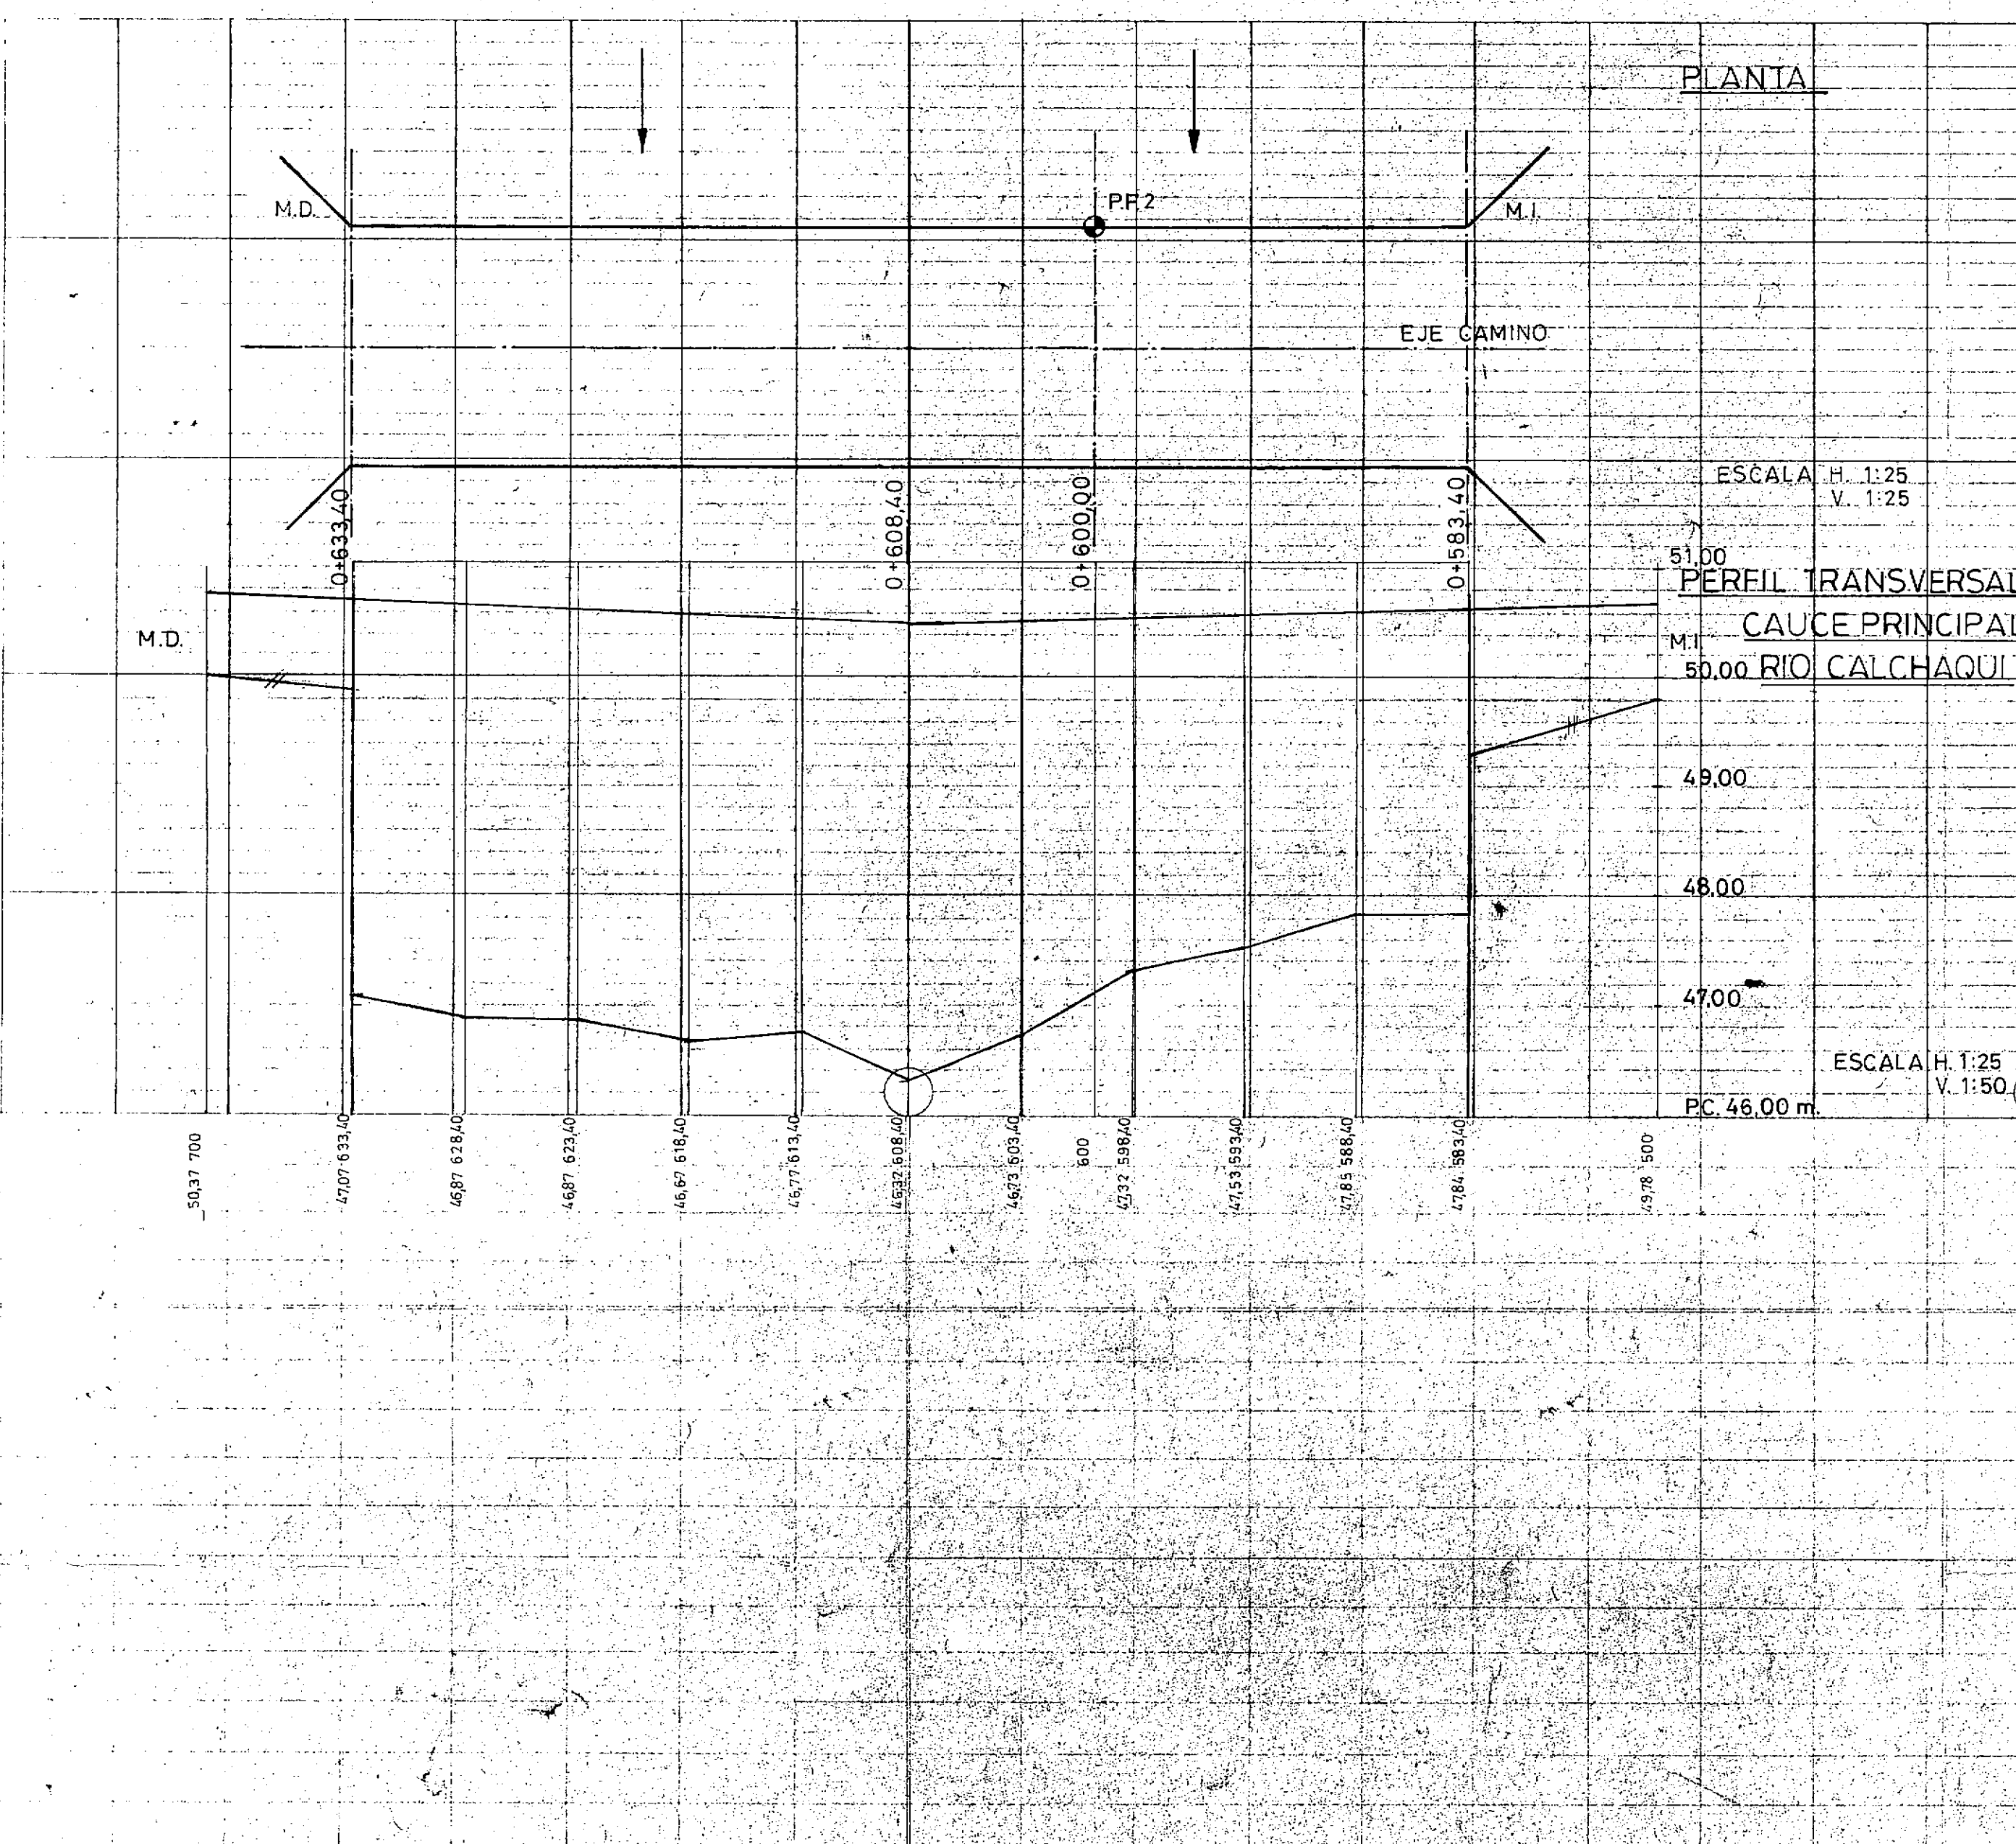 PLANTA
M.D.
P.F.2
M.I.
EJE CAMINO
ESCALA H. 1:25
V. 1:25
0+633,40
0+608,40
0+600,00
0+583,40
51,00
PERFIL TRANSVERSAL
M.D.
M.I.
CAUCE PRINCIPAL
50,00
RIO CALCHAQUI
49,00
48,00
47,00
ESCALA H. 1:25
V. 1:50
P.C. 46,00 m.
50,37 700
47,07 633,40
46,87 628,40
46,87 623,40
46,67 618,40
46,77 613,40
46,32 608,40
46,73 603,40
600
47,32 598,40
47,53 593,40
47,85 588,40
47,84 583,40
49,78 500